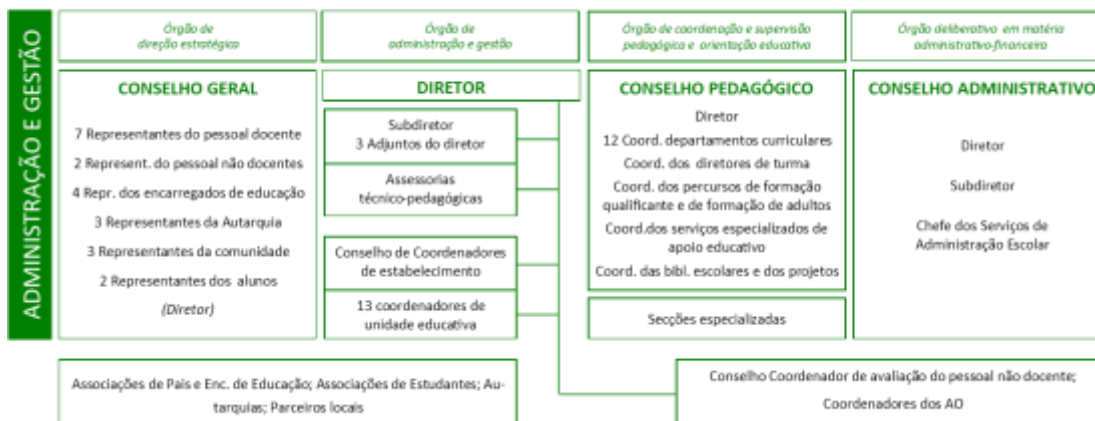 ADMINISTRAÇÃO E GESTÃO
Órgão de
direção estratégica
Órgão de
administração e gestão
Órgão de coordenação e supervisão
pedagógica e orientação educativa
Órgão deliberativo em matéria
administrativo-financeira
CONSELHO GERAL
7 Representantes do pessoal docente
2 Represent. do pessoal não docentes
4 Repr. dos encarregados de educação
3 Representantes da Autarquia
3 Representantes da comunidade
2 Representantes dos alunos
(Diretor)
DIRETOR
Subdiretor
3 Adjuntos do diretor
Assessorias
técnico-pedagógicas
Conselho de Coordenadores
de estabelecimento
13 coordenadores de
unidade educativa
CONSELHO PEDAGÓGICO
Diretor
12 Coord. departamentos curriculares
Coord. dos diretores de turma
Coord. dos percursos de formação
qualificante e de formação de adultos
Coord.dos serviços especializados de
apoio educativo
Coord. das bibl. escolares e dos projetos
Secções especializadas
CONSELHO ADMINISTRATIVO
Diretor
Subdiretor
Chefe dos Serviços de
Administração Escolar
Associações de Pais e Enc. de Educação; Associações de Estudantes; Au-
tarquias; Parceiros locais
Conselho Coordenador de avaliação do pessoal não docente;
Coordenadores dos AO